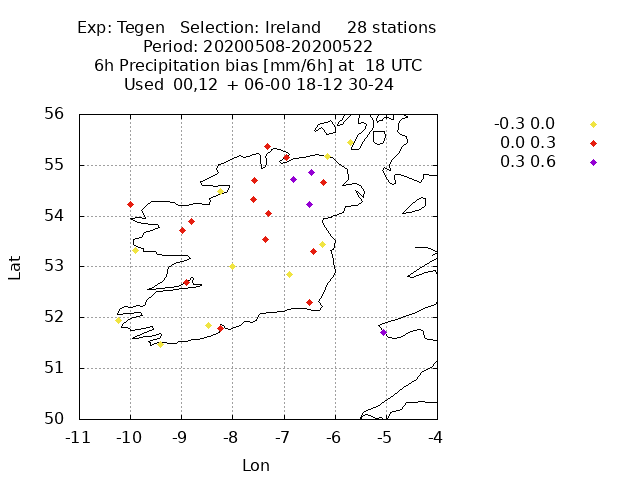 Exp: Tegen   Selection: Ireland     28 stations
Period: 20200508-20200522
6h Precipitation bias [mm/6h] at  18 UTC
Used  00,12  + 06-00 18-12 30-24
-0.3 0.0
0.0 0.3
0.3 0.6
56
55
54
53
52
51
50
Lat
-11 -10 -9 -8 -7 -6 -5 -4
Lon